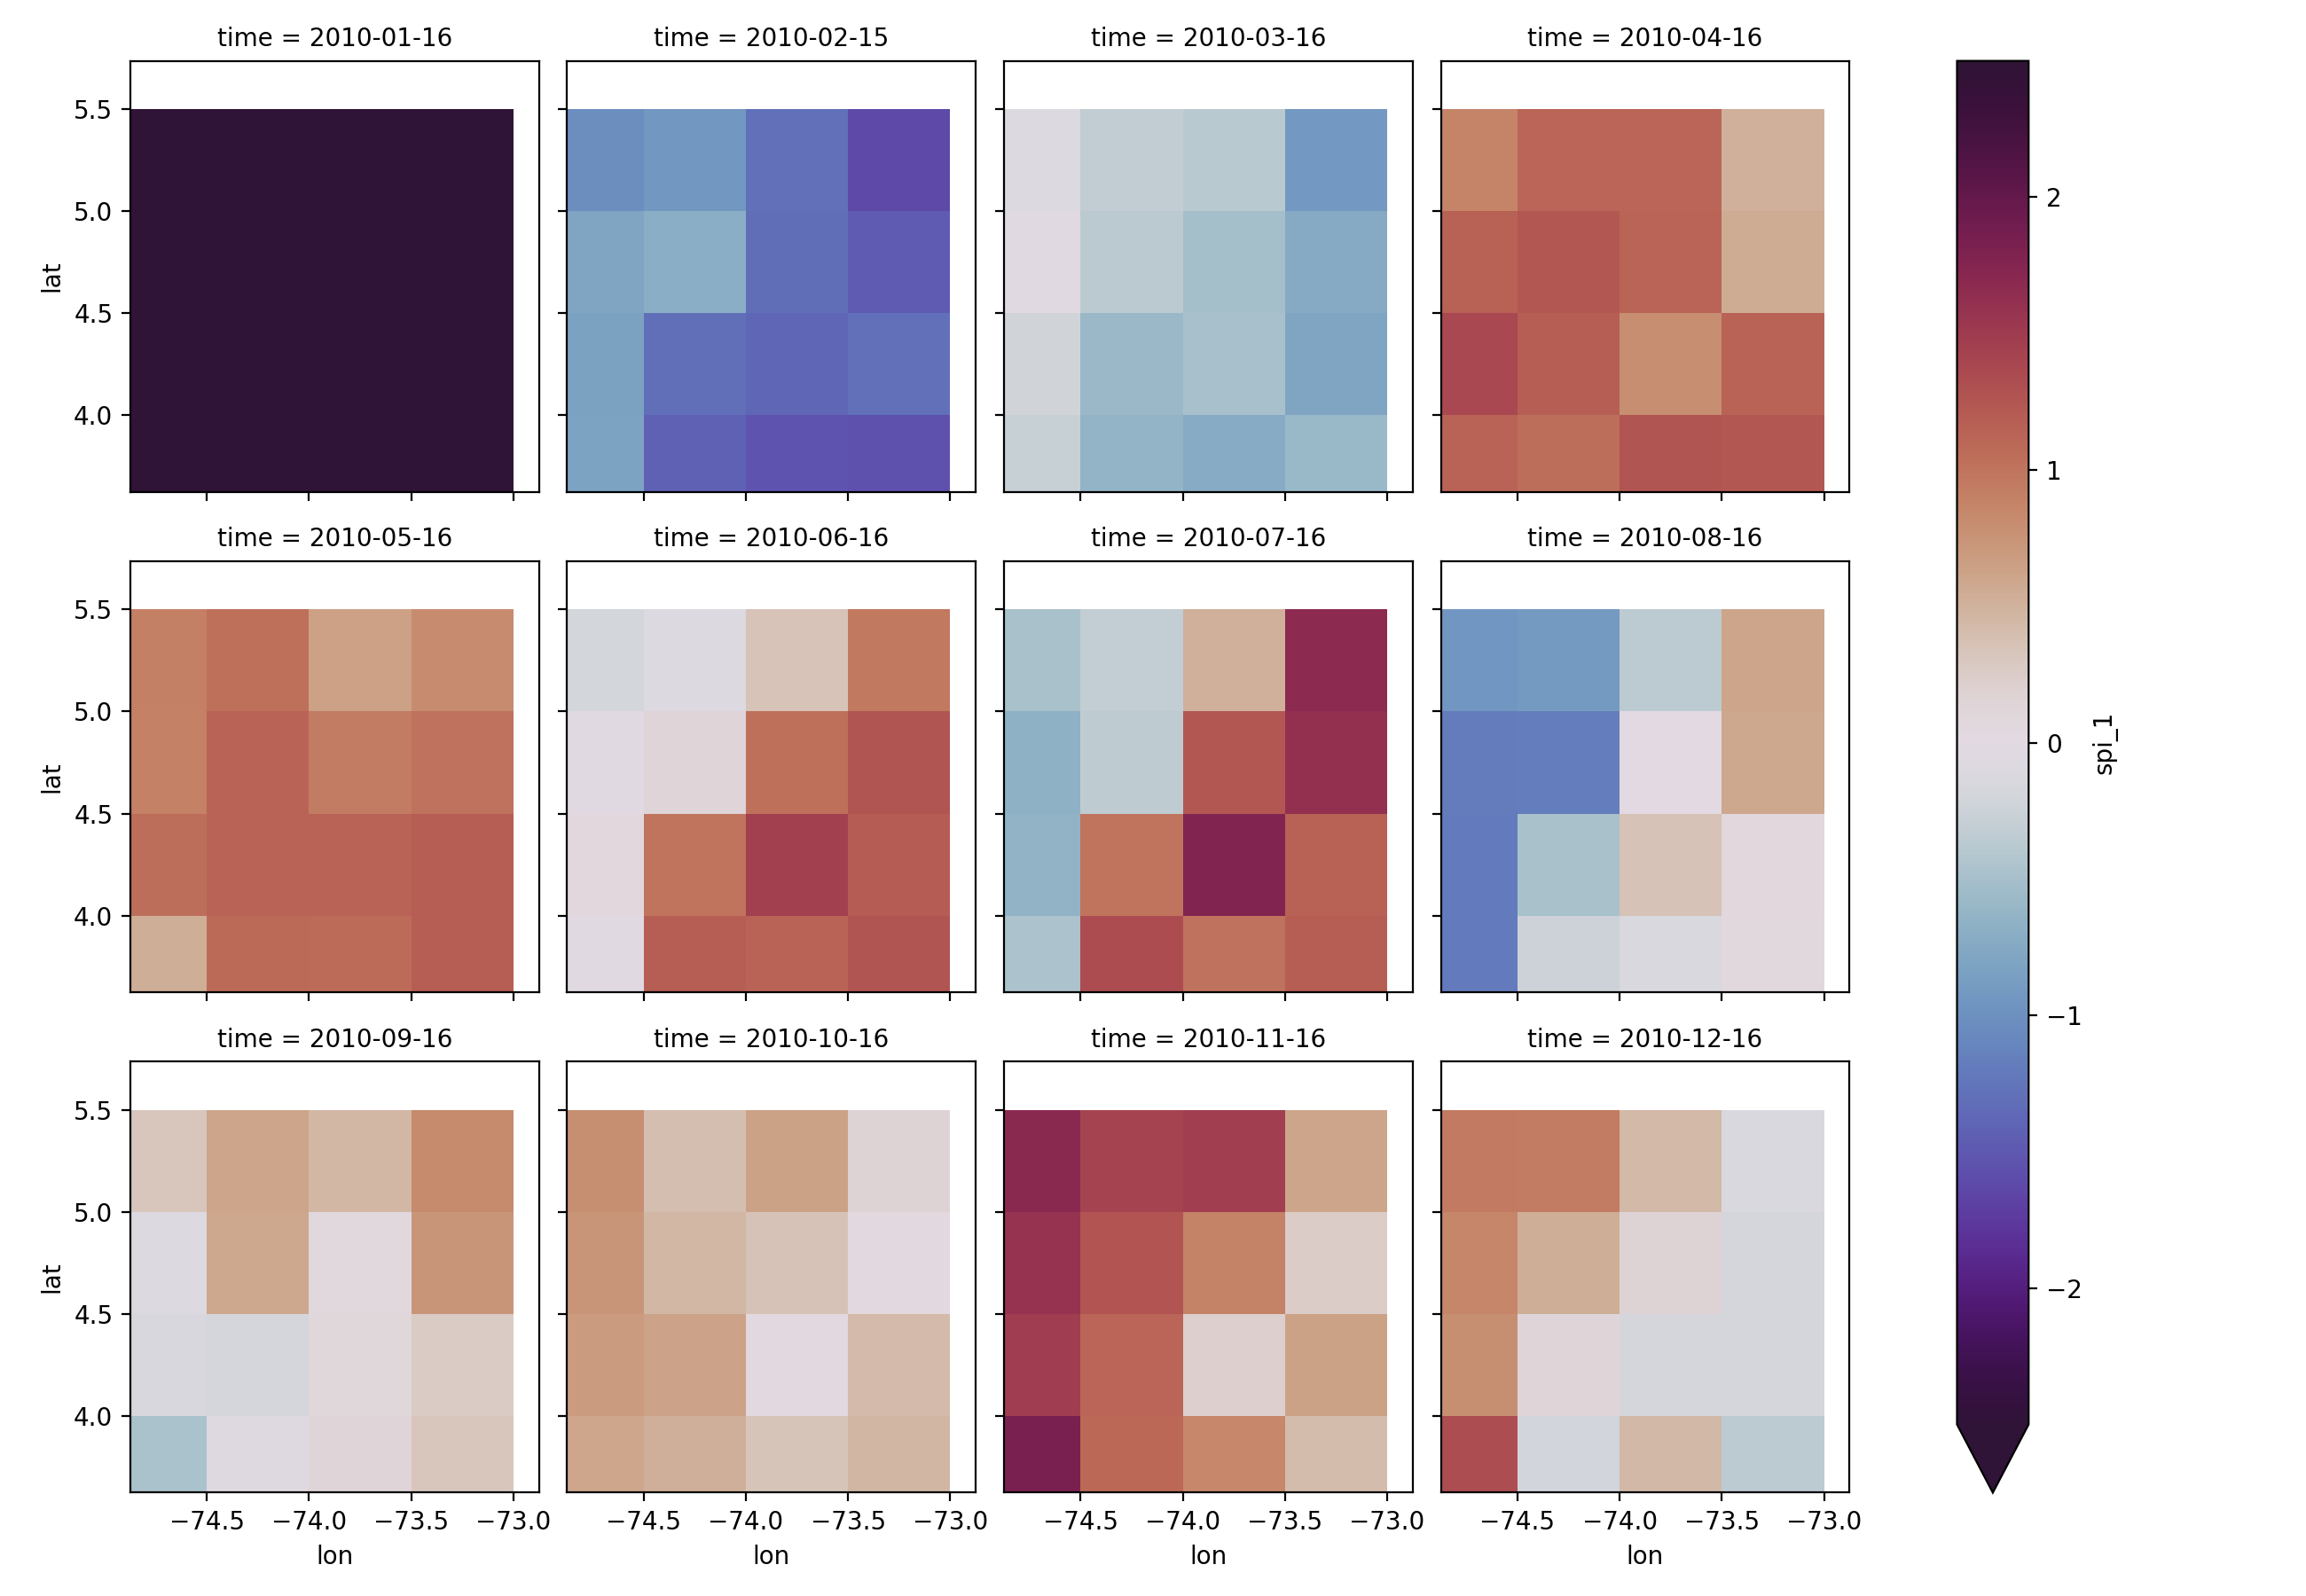 time = 2010-01-16
time = 2010-02-15
time = 2010-03-16
time = 2010-04-16
5.5
5.0
4.5
4.0
lat
time = 2010-05-16
time = 2010-06-16
time = 2010-07-16
time = 2010-08-16
5.5
5.0
4.5
4.0
lat
time = 2010-09-16
time = 2010-10-16
time = 2010-11-16
time = 2010-12-16
5.5
5.0
4.5
4.0
lat
−74.5 −74.0 −73.5 −73.0
lon
−74.5 −74.0 −73.5 −73.0
lon
−74.5 −74.0 −73.5 −73.0
lon
−74.5 −74.0 −73.5 −73.0
lon
2
1
0
−1
−2
spi_1